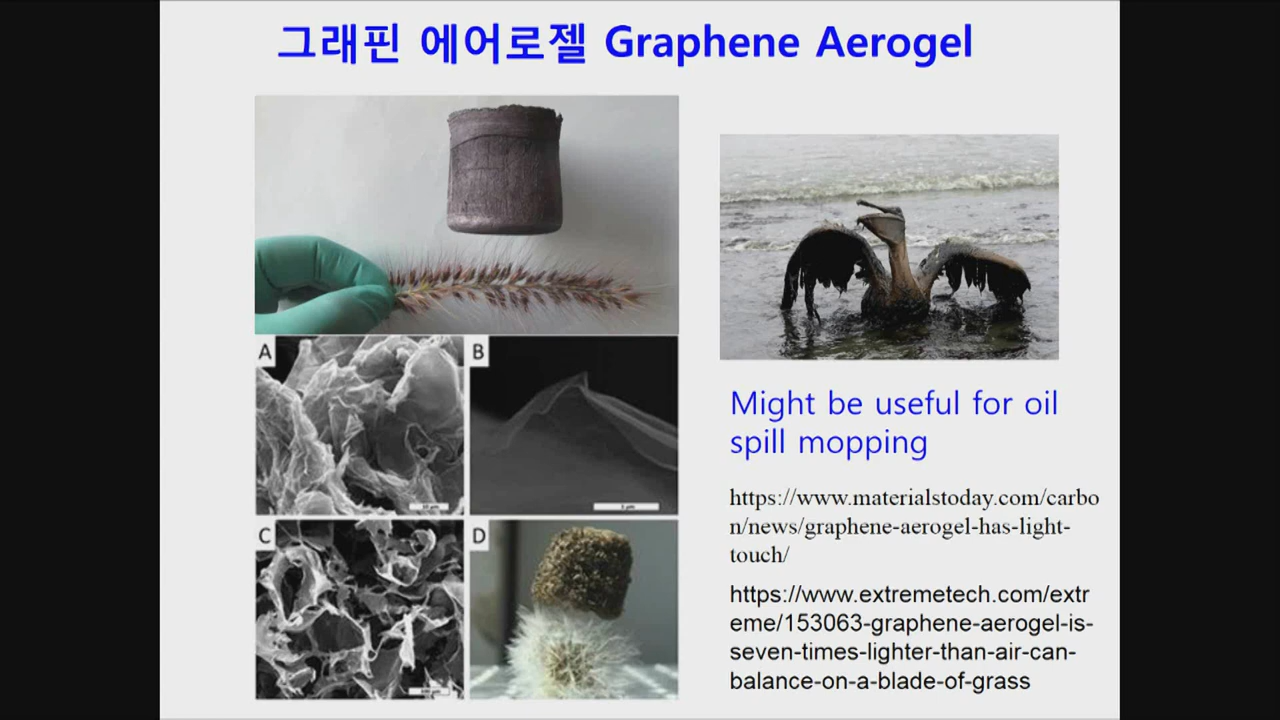 그래핀 에어로젤 Graphene Aerogel
A
B
C
D
Might be useful for oil
spill mopping
https://www.materialstoday.com/carbo
n/news/graphene-aerogel-has-light-
touch/
https://www.extremetech.com/extr
eme/153063-graphene-aerogel-is-
seven-times-lighter-than-air-can-
balance-on-a-blade-of-grass